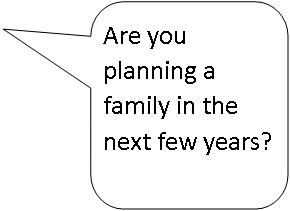 Are you
planning a
family in the
next few years?